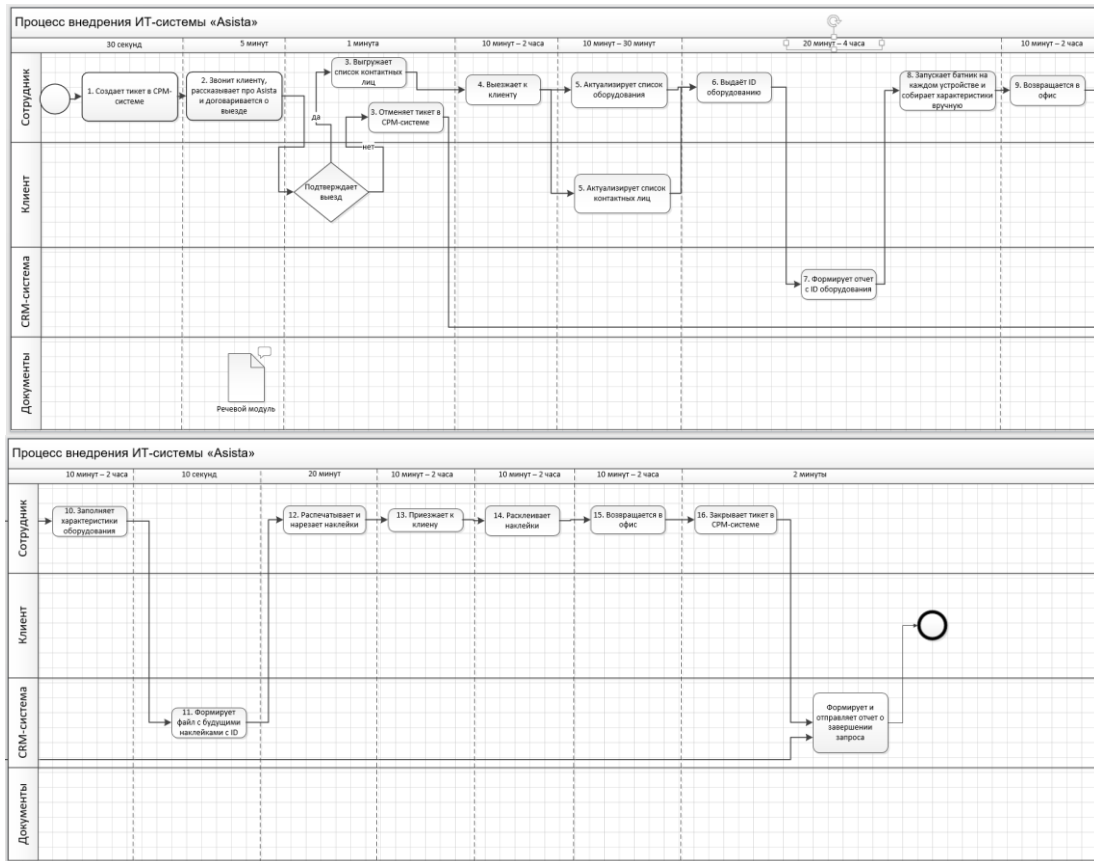 Процесс внедрения ИТ-системы «Asista»
30 секунд
5 минут
1 минута
10 минут – 2 часа
10 минут – 30 минут
20 минут – 4 часа
10 минут – 2 часа
Сотрудник
1. Создает тикет в СРМ-
системе
2. Звонит клиенту,
рассказывает про Asista
и договаривается о
выезде
3. Выгружает
список контактных
лиц
да
3. Отменяет тикет в
СРМ-системе
нет
4. Выезжает к
клиенту
5. Актуализирует список
оборудования
6. Выдаёт ID
оборудованию
8. Запускает батник на
каждом устройстве и
собирает характеристики
вручную
9. Возвращается в
офис
Клиент
Подтверждает
выезд
5. Актуализирует список
контактных лиц
CRM-система
7. Формирует отчет
с ID оборудования
Документы
Речевой модуль
Процесс внедрения ИТ-системы «Asista»
10 минут – 2 часа
10 секунд
20 минут
10 минут – 2 часа
10 минут – 2 часа
10 минут – 2 часа
2 минуты
Сотрудник
10. Заполняет
характеристики
оборудования
12. Распечатывает и
нарезает наклейки
13. Приезжает к
клиену
14. Расклеивает
наклейки
15. Возвращается в
офис
16. Закрывает тикет в
СРМ-системе
Клиент
CRM-система
11. Формирует
файл с будущими
наклейками с ID
Формирует и
отправляет отчет о
завершении
запроса
Документы